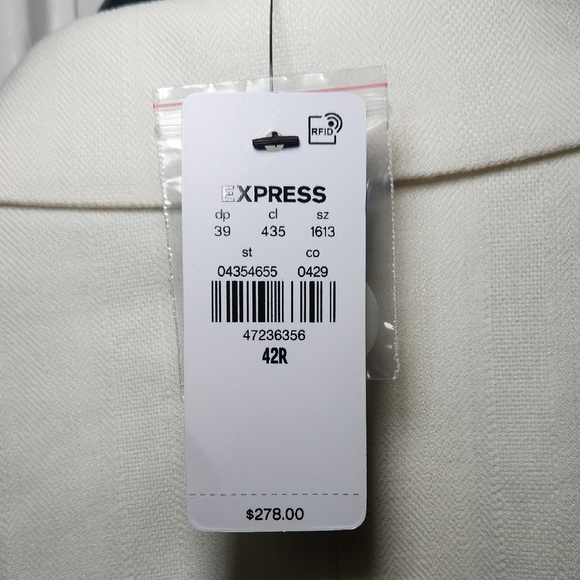 RFID
EXPRESS
dp cl sz
39 435 1613
st co
04354655 0429
47236356
42R
$278.00